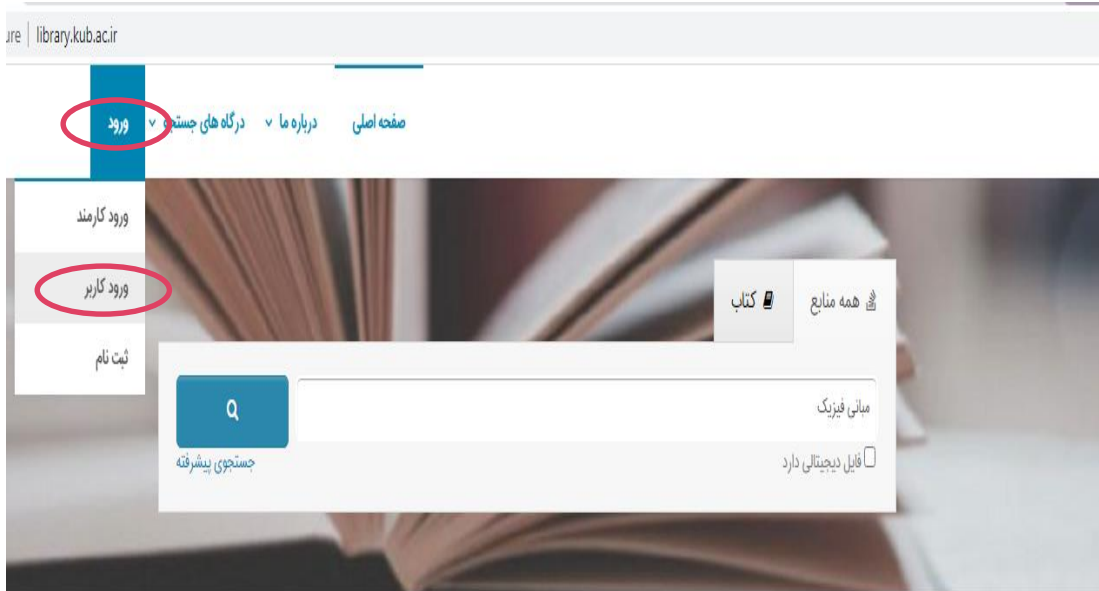 ure | library.kub.ac.ir
صفحه اصلی درباره ما درگاه های جستجو ورود
ورود کارمند
ورود کاربر
ثبت نام
همه منابع کتاب
مبانی فیزیک
فایل دیجیتالی دارد
جستجوی پیشرفته